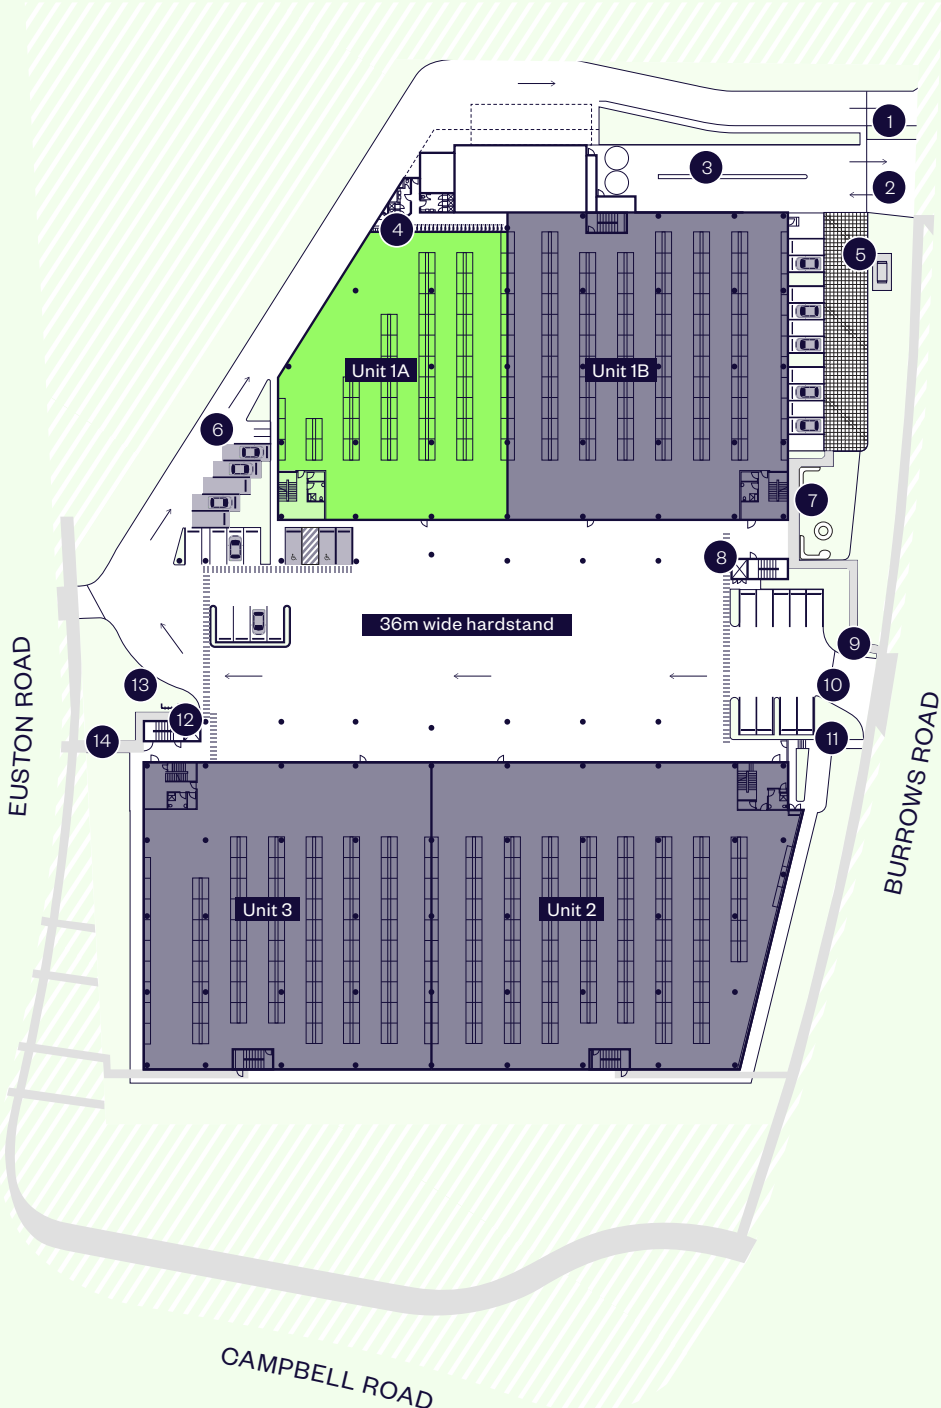 1
2
3
4
5
Unit 1A
Unit 1B
6
7
8
36m wide hardstand
9
10
13
12
14
11
EUSTON ROAD
BURROWS ROAD
Unit 3
Unit 2
CAMPBELL ROAD